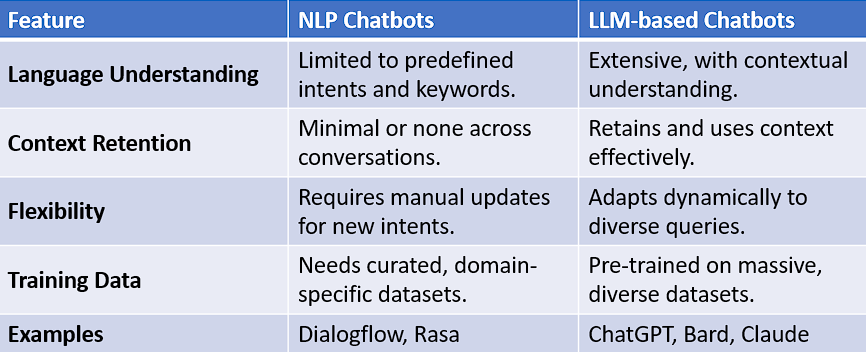 Feature NLP Chatbots LLM-based Chatbots
Language Understanding
Limited to predefined
intents and keywords.
Extensive, with contextual
understanding.
Context Retention
Minimal or none across
conversations.
Retains and uses context
effectively.
Flexibility
Requires manual updates
for new intents.
Adapts dynamically to
diverse queries.
Training Data
Needs curated, domain-
specific datasets.
Pre-trained on massive,
diverse datasets.
Examples Dialogflow, Rasa ChatGPT, Bard, Claude